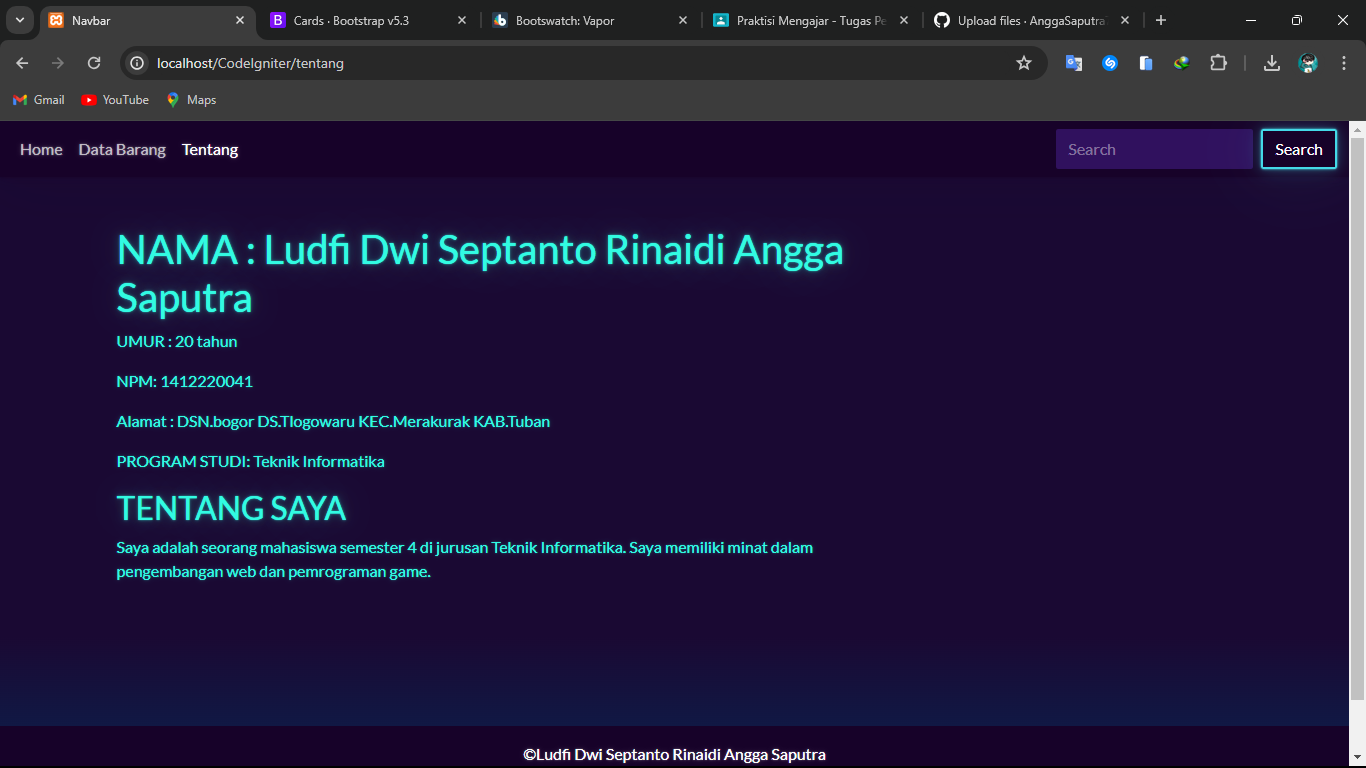 Navbar
Cards · Bootstrap v5.3
Bootswatch: Vapor
Praktisi Mengajar - Tugas Pe
Upload files · AnggaSaputra
localhost/CodeIgniter/tentang
Gmail
YouTube
Maps
Home
Data Barang
Tentang
Search
Search
NAMA : Ludfi Dwi Septanto Rinaidi Angga
Saputra
UMUR : 20 tahun
NPM: 1412220041
Alamat : DSN.bogor DS.Tlogowaru KEC.Merakurak KAB.Tuban
PROGRAM STUDI: Teknik Informatika
TENTANG SAYA
Saya adalah seorang mahasiswa semester 4 di jurusan Teknik Informatika. Saya memiliki minat dalam
pengembangan web dan pemrograman game.
©Ludfi Dwi Septanto Rinaidi Angga Saputra